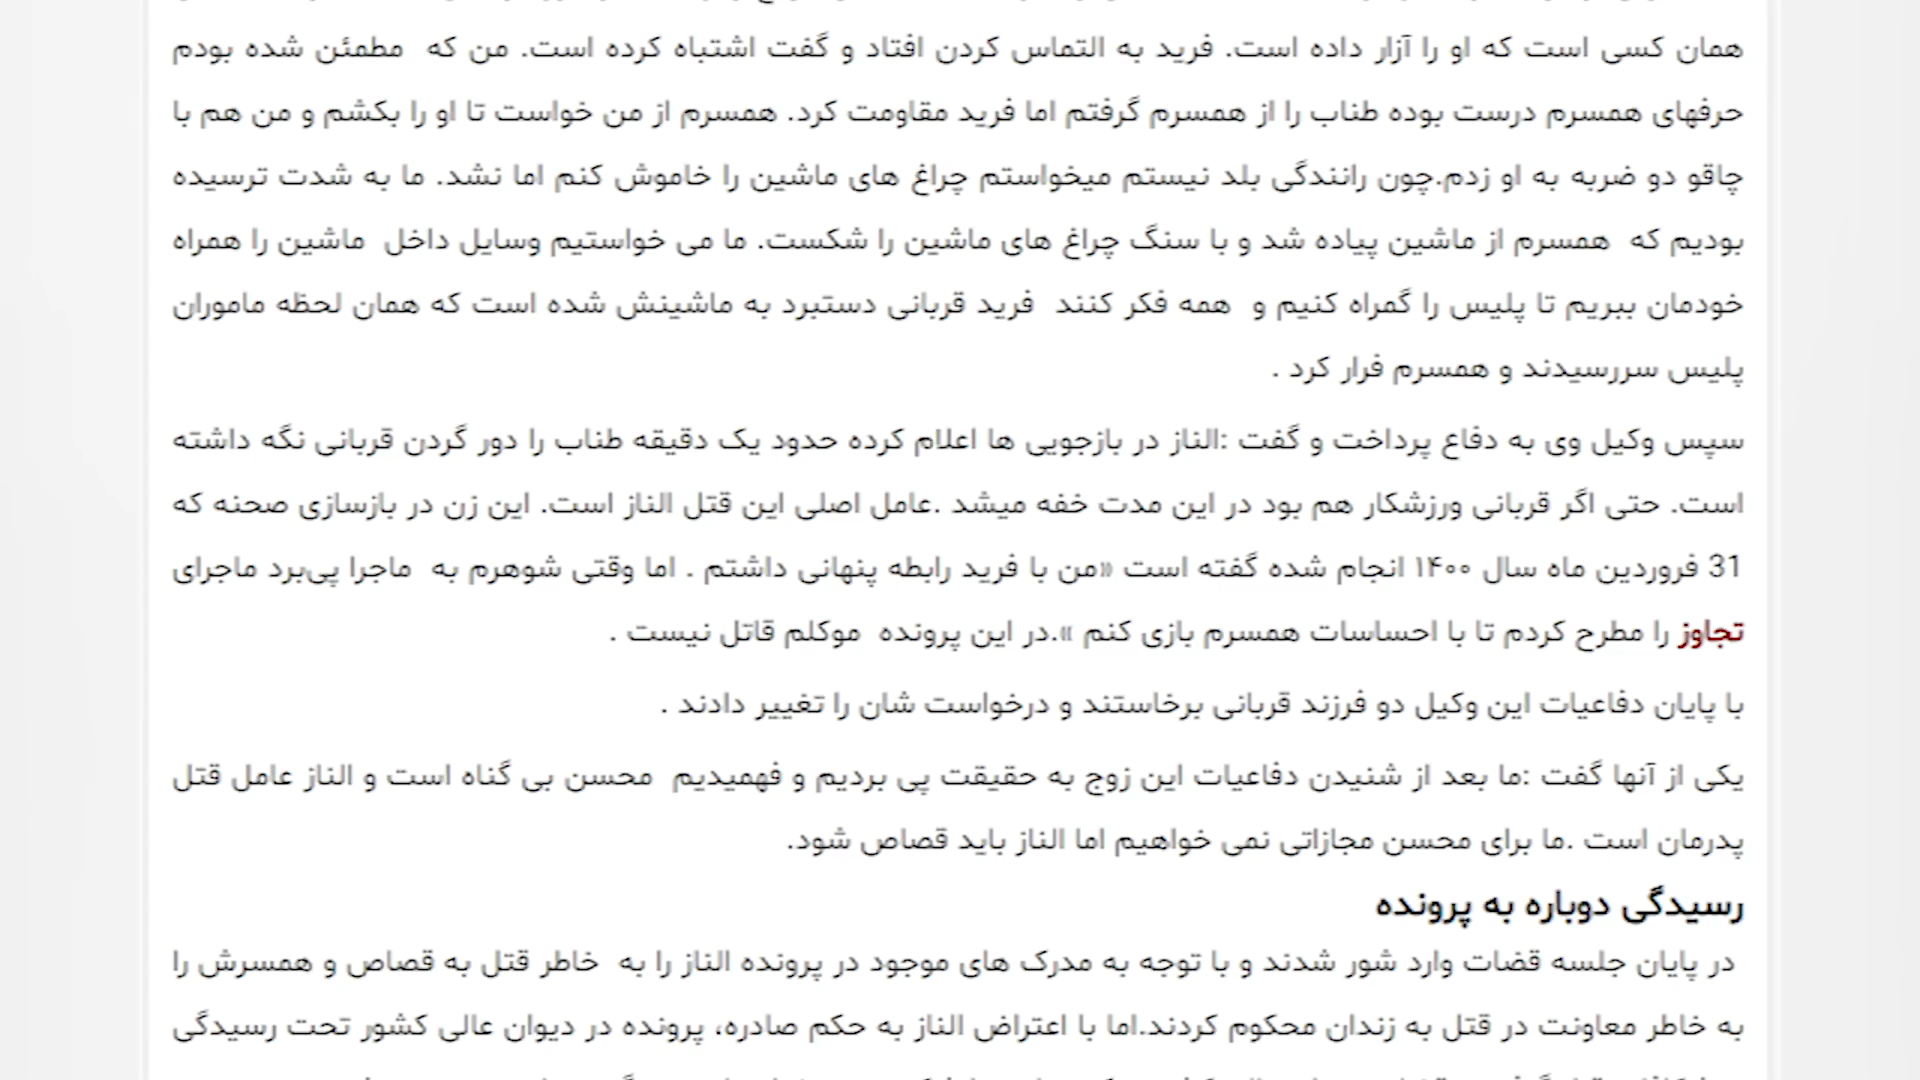 همان کسی است که او را آزار داده است. فرید به التماس کردن افتاد و گفت اشتباه کرده است. من که مطمئن شده بودم
حرفهای همسرم درست بوده طناب را از همسرم گرفتم اما فرید مقاومت کرد. همسرم از من خواست تا او را بکشم و من هم با
چاقو دو ضربه به او زدم.چون رانندگی بلد نیستم میخواستم چراغ های ماشین را خاموش کنم اما نشد. ما به شدت ترسیده
بودیم که همسرم از ماشین پیاده شد و با سنگ چراغ های ماشین را شکست. ما می خواستیم وسایل داخل ماشین را همراه
خودمان ببریم تا پلیس را گمراه کنیم و همه فکر کنند فرید قربانی دستبرد به ماشینش شده است که همان لحظه ماموران
پلیس سررسیدند و همسرم فرار کرد .
سپس وکیل وی به دفاع پرداخت و گفت :الناز در بازجویی ها اعلام کرده حدود یک دقیقه طناب را دور گردن قربانی نگه داشته
است. حتی اگر قربانی ورزشکار هم بود در این مدت خفه میشد .عامل اصلی این قتل الناز است. این زن در بازسازی صحنه که
31 فروردین ماه سال ۱۴۰۰ انجام شده گفته است «من با فرید رابطه پنهانی داشتم . اما وقتی شوهرم به ماجرا پی‌برد ماجرای
تجاوز را مطرح کردم تا با احساسات همسرم بازی کنم ».در این پرونده موکلم قاتل نیست .
با پایان دفاعیات این وکیل دو فرزند قربانی برخاستند و درخواست شان را تغییر دادند .
یکی از آنها گفت :ما بعد از شنیدن دفاعیات این زوج به حقیقت پی بردیم و فهمیدیم محسن بی گناه است و الناز عامل قتل
پدرمان است .ما برای محسن مجازاتی نمی خواهیم اما الناز باید قصاص شود.
رسیدگی دوباره به پرونده
در پایان جلسه قضات وارد شور شدند و با توجه به مدرک های موجود در پرونده الناز را به خاطر قتل به قصاص و همسرش را
به خاطر معاونت در قتل به زندان محکوم کردند.اما با اعتراض الناز به حکم صادره، پرونده در دیوان عالی کشور تحت رسیدگی